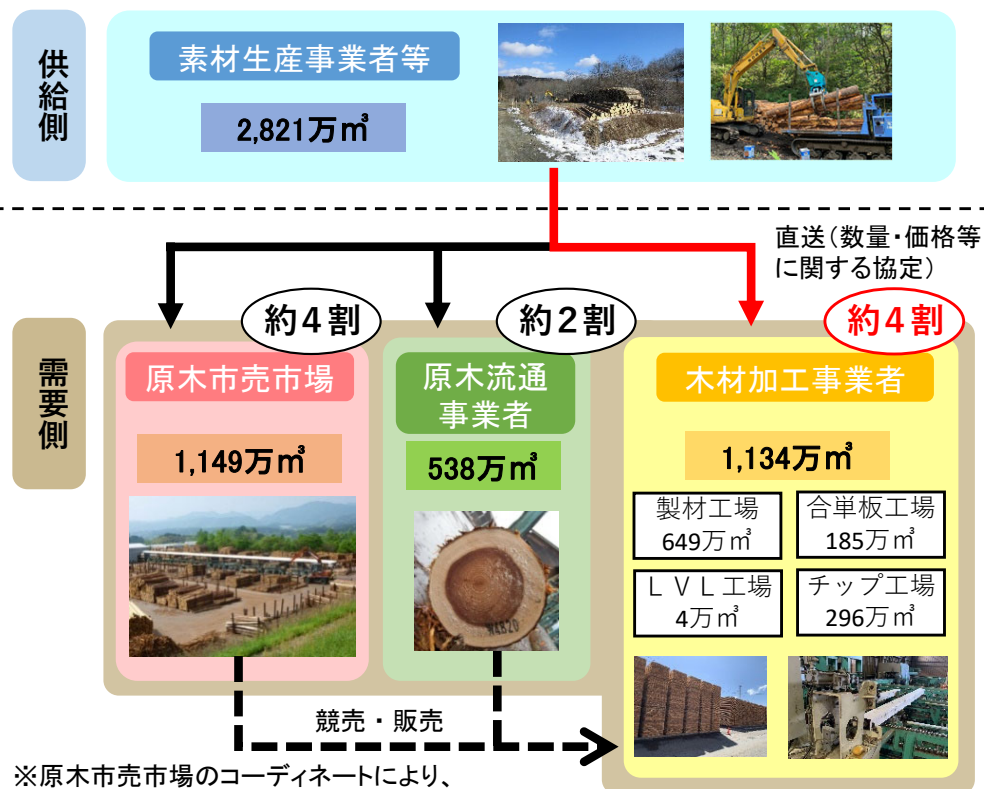 供給側
素材生産事業者等
2,821万㎥
直送(数量・価格等
に関する協定)
需要側
約4割
約2割
約4割
原木市売市場
1,149万㎥
原木流通
事業者
538万㎥
木材加工事業者
1,134万㎥
製材工場
649万㎥
合単板工場
185万㎥
ＬＶＬ工場
4万㎥
チップ工場
296万㎥
N4820
競売・販売
※原木市売市場のコーディネートにより、